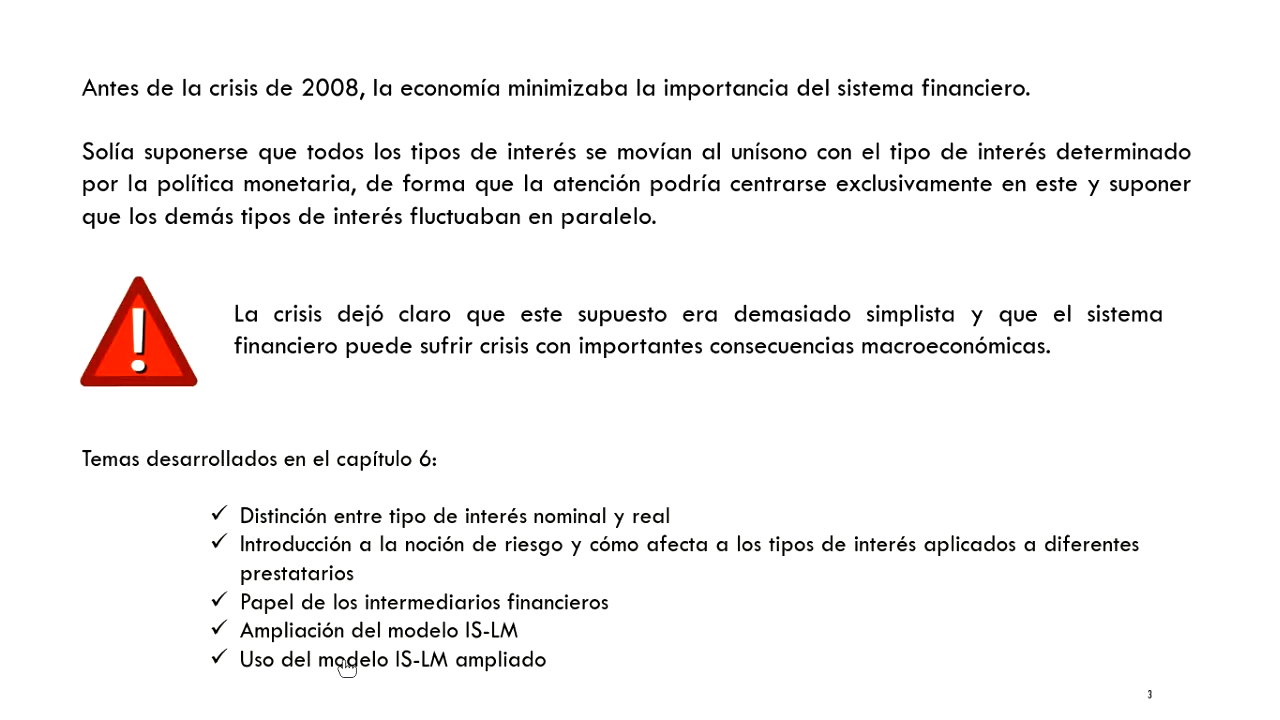 Antes de la crisis de 2008, la economía minimizaba la importancia del sistema financiero.
Solía suponerse que todos los tipos de interés se movían al unísono con el tipo de interés determinado
por la política monetaria, de forma que la atención podría centrarse exclusivamente en este y suponer
que los demás tipos de interés fluctuaban en paralelo.
La crisis dejó claro que este supuesto era demasiado simplista y que el sistema
financiero puede sufrir crisis con importantes consecuencias macroeconómicas.
Temas desarrollados en el capítulo 6:
✓ Distinción entre tipo de interés nominal y real
✓ Introducción a la noción de riesgo y cómo afecta a los tipos de interés aplicados a diferentes
prestatarios
✓ Papel de los intermediarios financieros
✓ Ampliación del modelo IS-LM
✓ Uso del modelo IS-LM ampliado
3